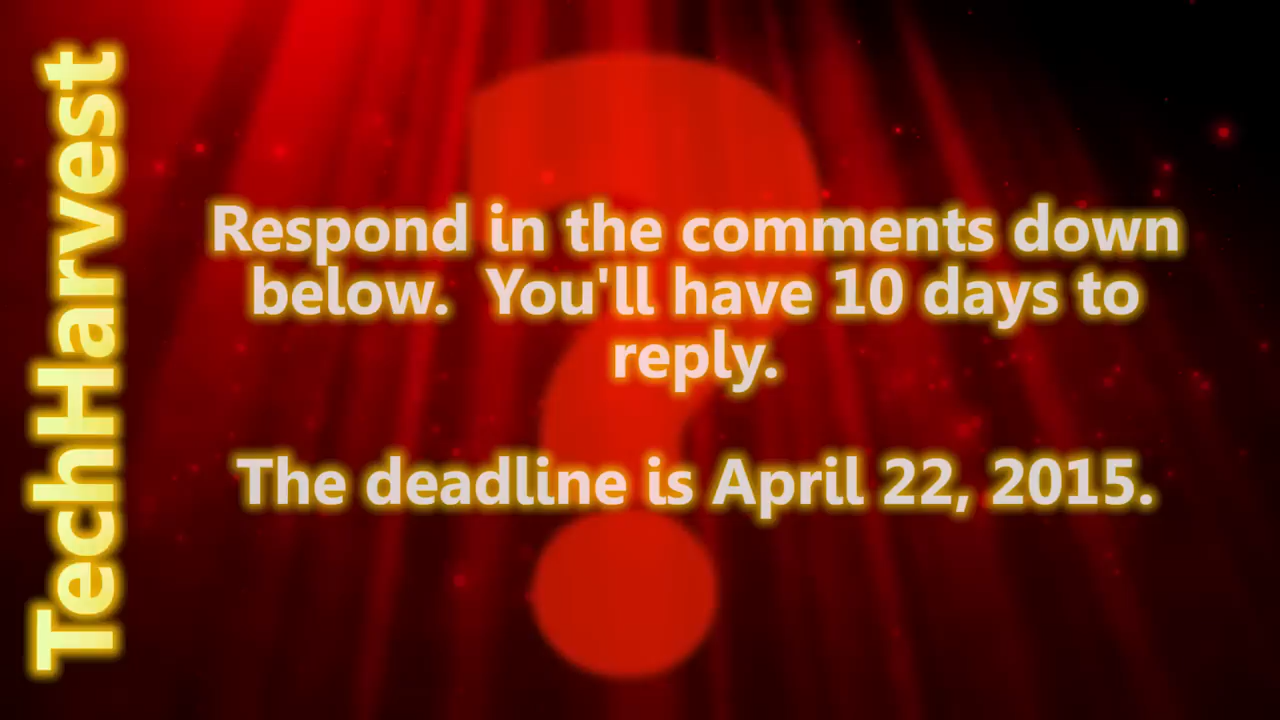 TechHarvest
Respond in the comments down
below.  You'll have 10 days to
reply.
The deadline is April 22, 2015.